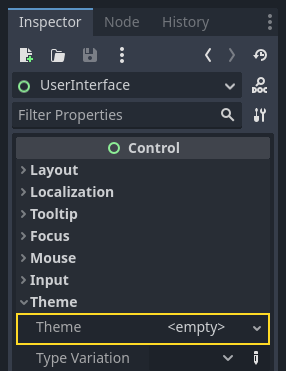 Inspector Node History
UserInterface
DOC
Filter Properties
Control
Layout
Localization
Tooltip
Focus
Mouse
Input
Theme
Theme <empty>
Type Variation